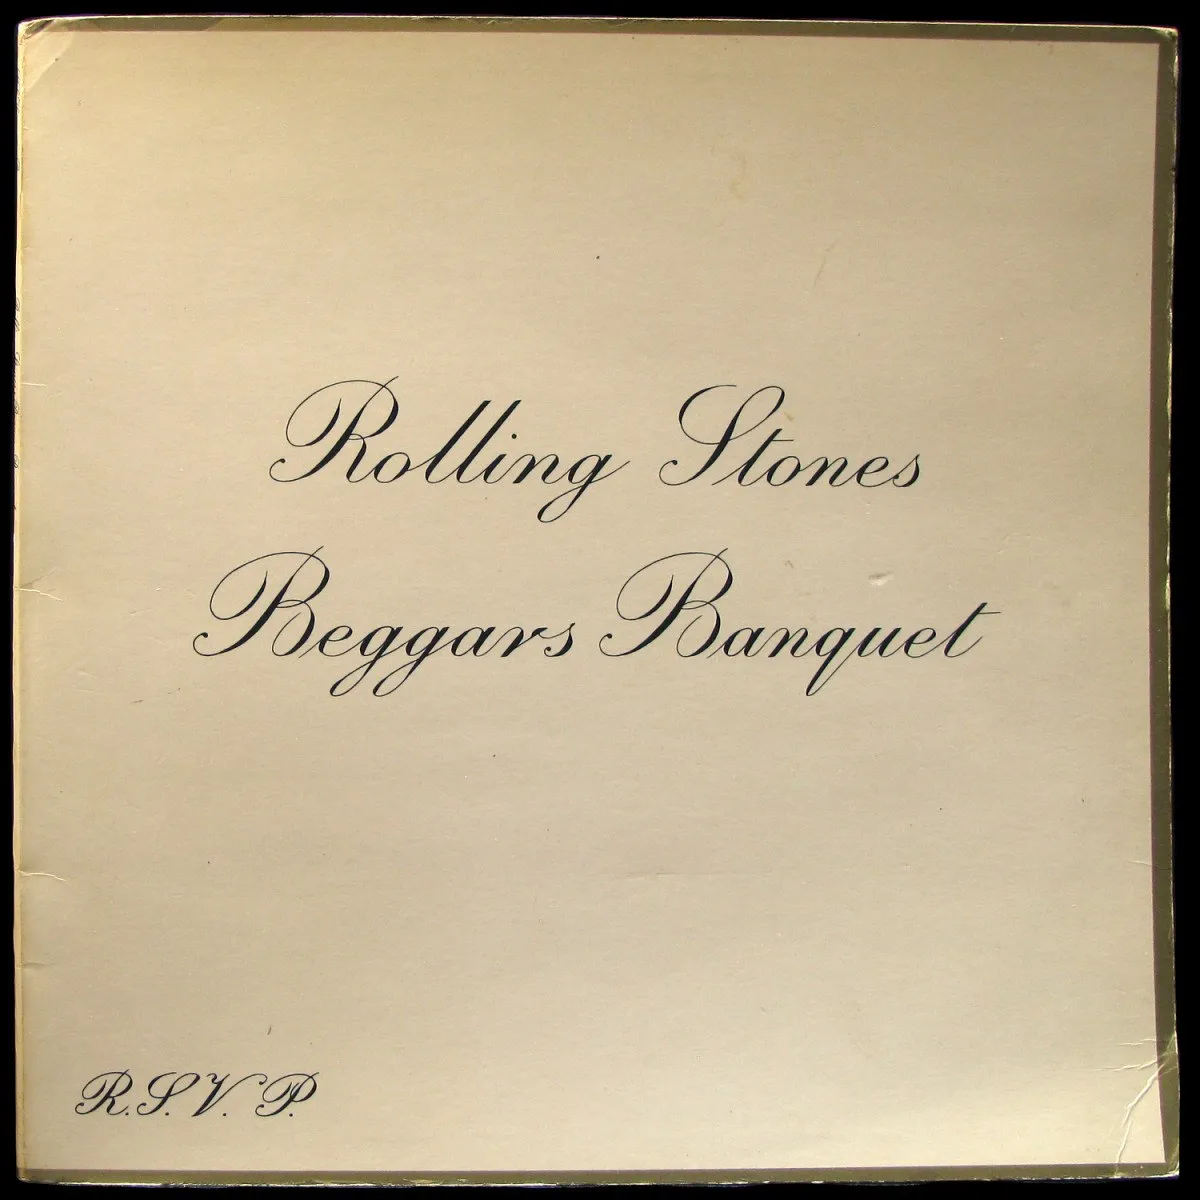 Rolling Stones
Beggars Banquet
R.S.V.P.